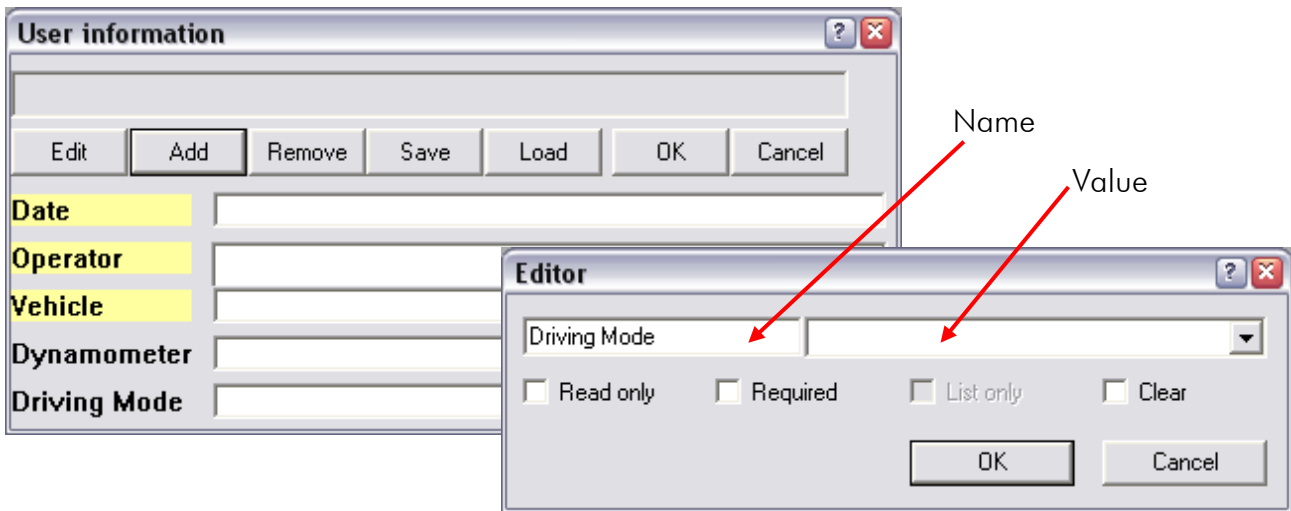 User information
Edit Add Remove Save Load OK Cancel
Name
Value
Date
Operator
Vehicle
Dynamometer
Driving Mode
Editor
Driving Mode
Read only Required List only Clear
OK Cancel